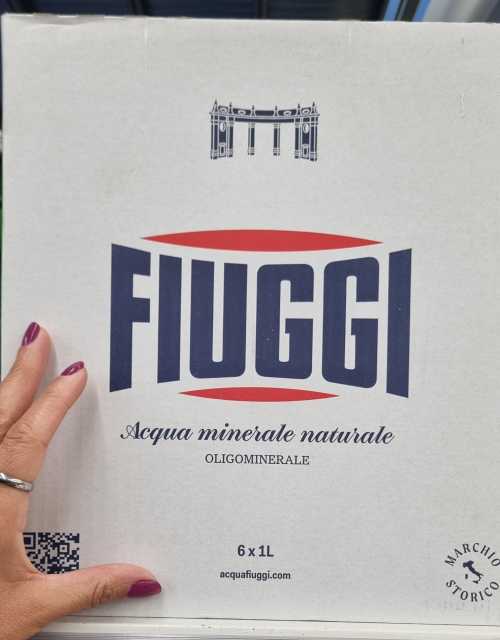 FIUGGI
Acqua minerale naturale
OLIGOMINERALE
6 x 1L
acquafiuggi.com
MARCHIO
STORICO